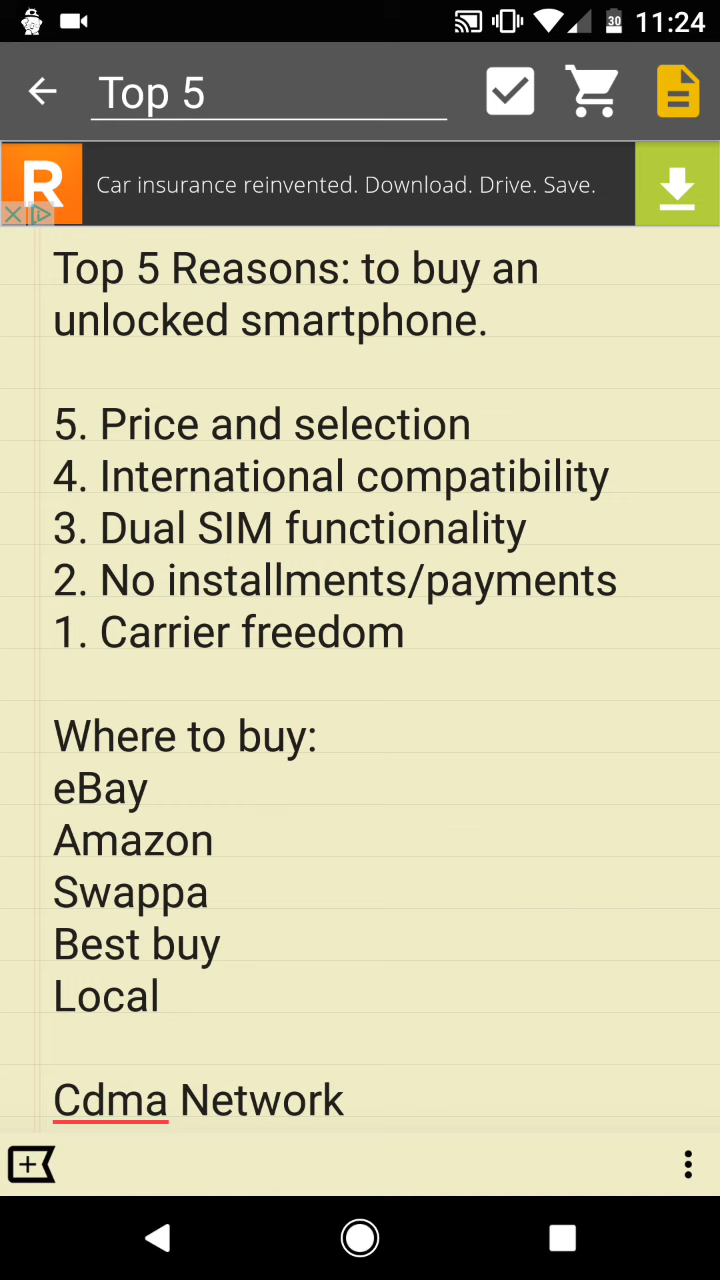 30 11:24
Top 5
R Car insurance reinvented. Download. Drive. Save.
Top 5 Reasons: to buy an
unlocked smartphone.
5. Price and selection
4. International compatibility
3. Dual SIM functionality
2. No installments/payments
1. Carrier freedom
Where to buy:
eBay
Amazon
Swappa
Best buy
Local
Cdma Network